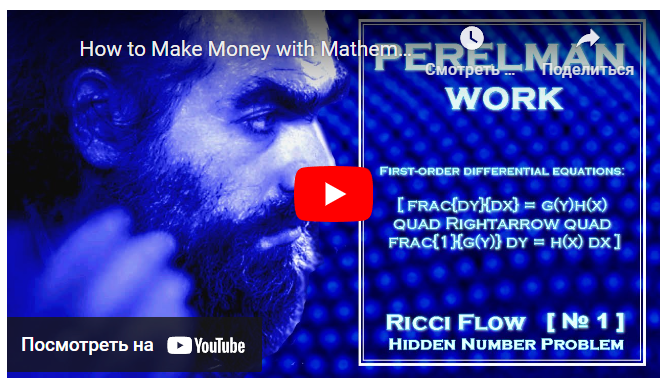 How to Make Money with Mathem...
Смотреть ...
Поделиться
PERELMAN
WORK
First-order differential equations:
[ frac{dy}{dx} = g(y)h(x)
quad Rightarrow quad
frac{1}{g(y)} dy = h(x) dx ]
Ricci Flow [ № 1 ]
Hidden Number Problem
Посмотреть на YouTube